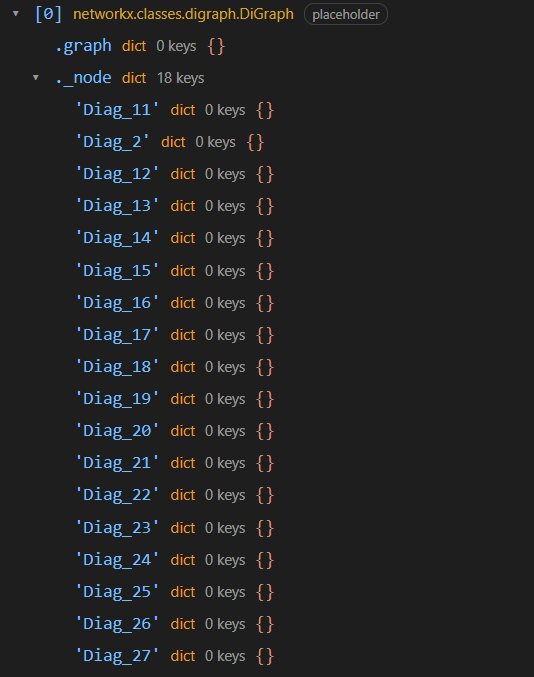 [0] networkx.classes.digraph.DiGraph placeholder
.graph dict 0 keys {}
._node dict 18 keys
'Diag_11' dict 0 keys {}
'Diag_2' dict 0 keys {}
'Diag_12' dict 0 keys {}
'Diag_13' dict 0 keys {}
'Diag_14' dict 0 keys {}
'Diag_15' dict 0 keys {}
'Diag_16' dict 0 keys {}
'Diag_17' dict 0 keys {}
'Diag_18' dict 0 keys {}
'Diag_19' dict 0 keys {}
'Diag_20' dict 0 keys {}
'Diag_21' dict 0 keys {}
'Diag_22' dict 0 keys {}
'Diag_23' dict 0 keys {}
'Diag_24' dict 0 keys {}
'Diag_25' dict 0 keys {}
'Diag_26' dict 0 keys {}
'Diag_27' dict 0 keys {}